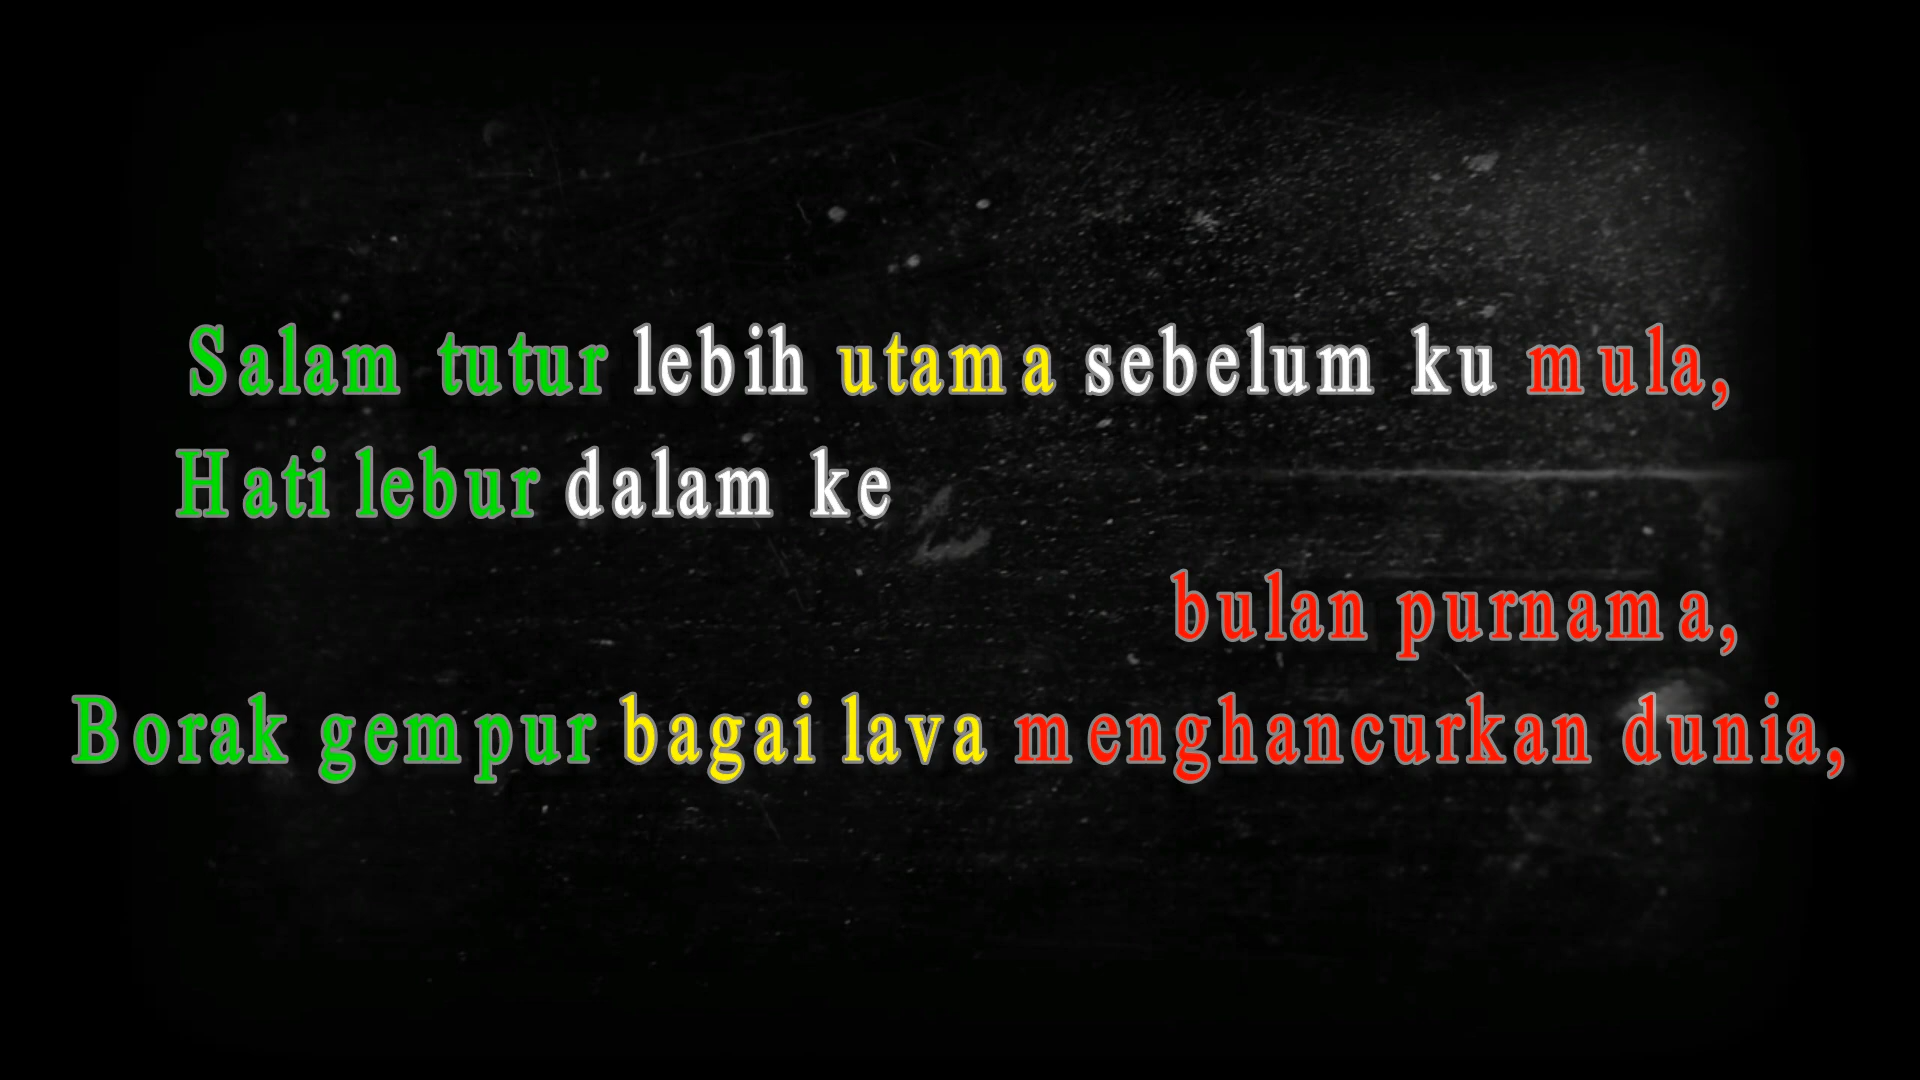 Salam tutur lebih utama sebelum ku mula,
Hati lebur dalam ke
bulan purnama,
Borak gempur bagai lava menghancurkan dunia,